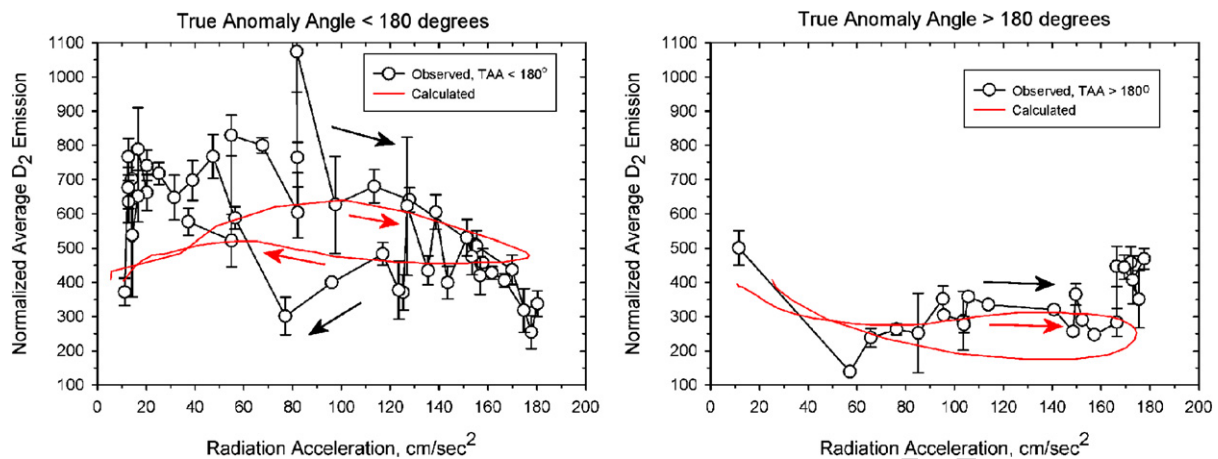 True Anomaly Angle < 180 degrees
1100
1000
900
800
700
600
500
400
300
200
100
Normalized Average D2 Emission
Observed, TAA < 180°
Calculated
0 20 40 60 80 100 120 140 160 180 200
Radiation Acceleration, cm/sec²
True Anomaly Angle > 180 degrees
1100
1000
900
800
700
600
500
400
300
200
100
Normalized Average D2 Emission
Observed, TAA > 180⁰
Calculated
0 20 40 60 80 100 120 140 160 180 200
Radiation Acceleration, cm/sec²